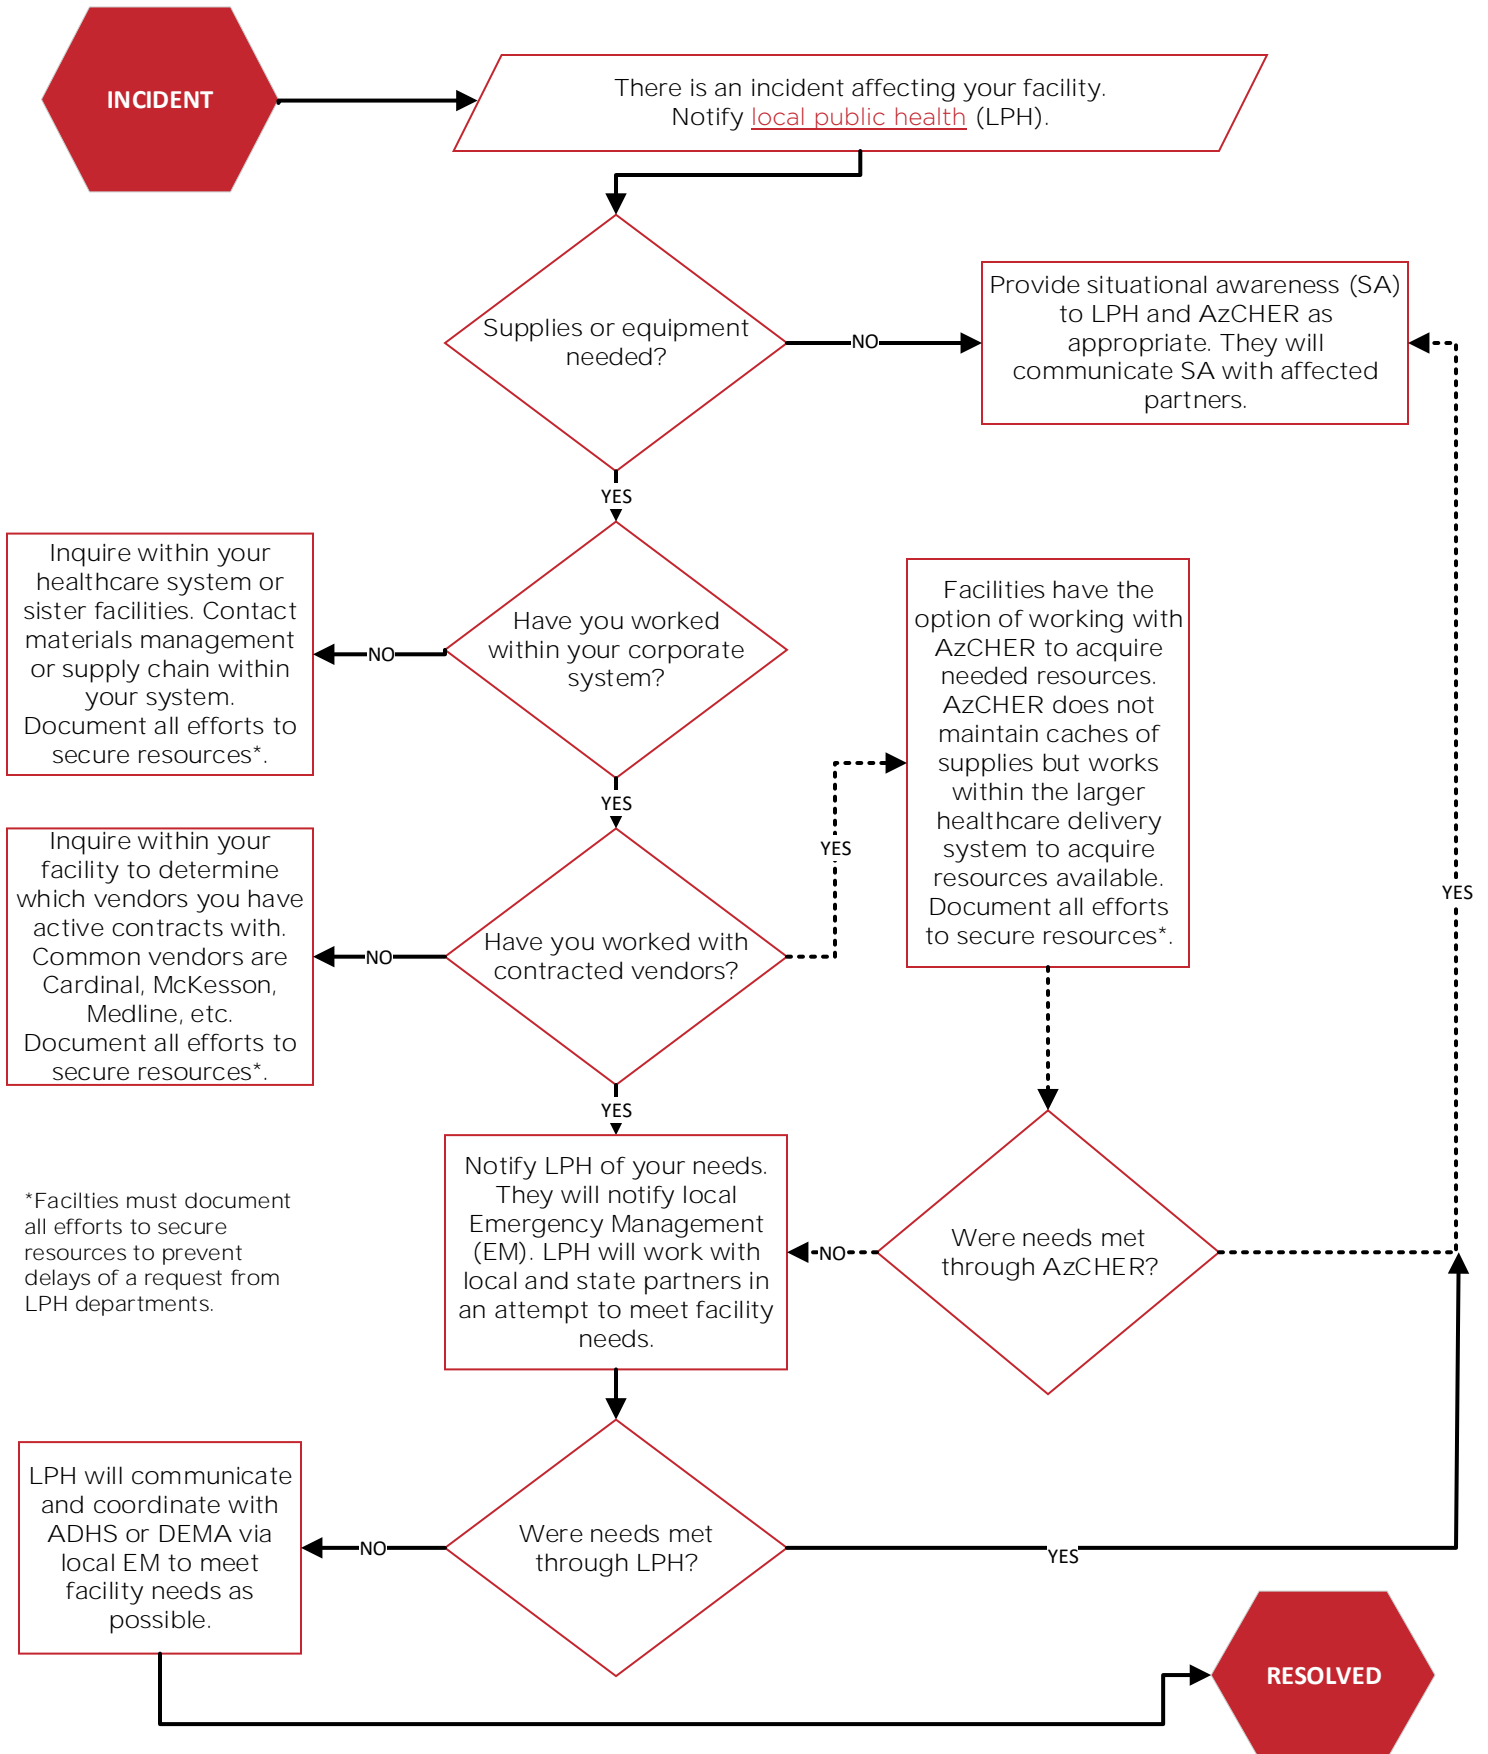 INCIDENT
There is an incident affecting your facility.
Notify local public health (LPH).
Supplies or equipment
needed?
NO
Provide situational awareness (SA)
to LPH and AzCHER as
appropriate. They will
communicate SA with affected
partners.
YES
Inquire within your
healthcare system or
sister facilities. Contact
materials management
or supply chain within
your system.
Document all efforts to
secure resources*.
NO
Have you worked
within your corporate
system?
YES
Facilities have the
option of working with
AzCHER to acquire
needed resources.
AzCHER does not
maintain caches of
supplies but works
within the larger
healthcare delivery
system to acquire
resources available.
Document all efforts
to secure resources*.
Inquire within your
facility to determine
which vendors you have
active contracts with.
Common vendors are
Cardinal, McKesson,
Medline, etc.
Document all efforts to
secure resources*.
NO
Have you worked with
contracted vendors?
YES
YES
YES
*Facilties must document
all efforts to secure
resources to prevent
delays of a request from
LPH departments.
Notify LPH of your needs.
They will notify local
Emergency Management
(EM). LPH will work with
local and state partners in
an attempt to meet facility
needs.
NO
Were needs met
through AzCHER?
LPH will communicate
and coordinate with
ADHS or DEMA via
local EM to meet
facility needs as
possible.
NO
Were needs met
through LPH?
YES
RESOLVED